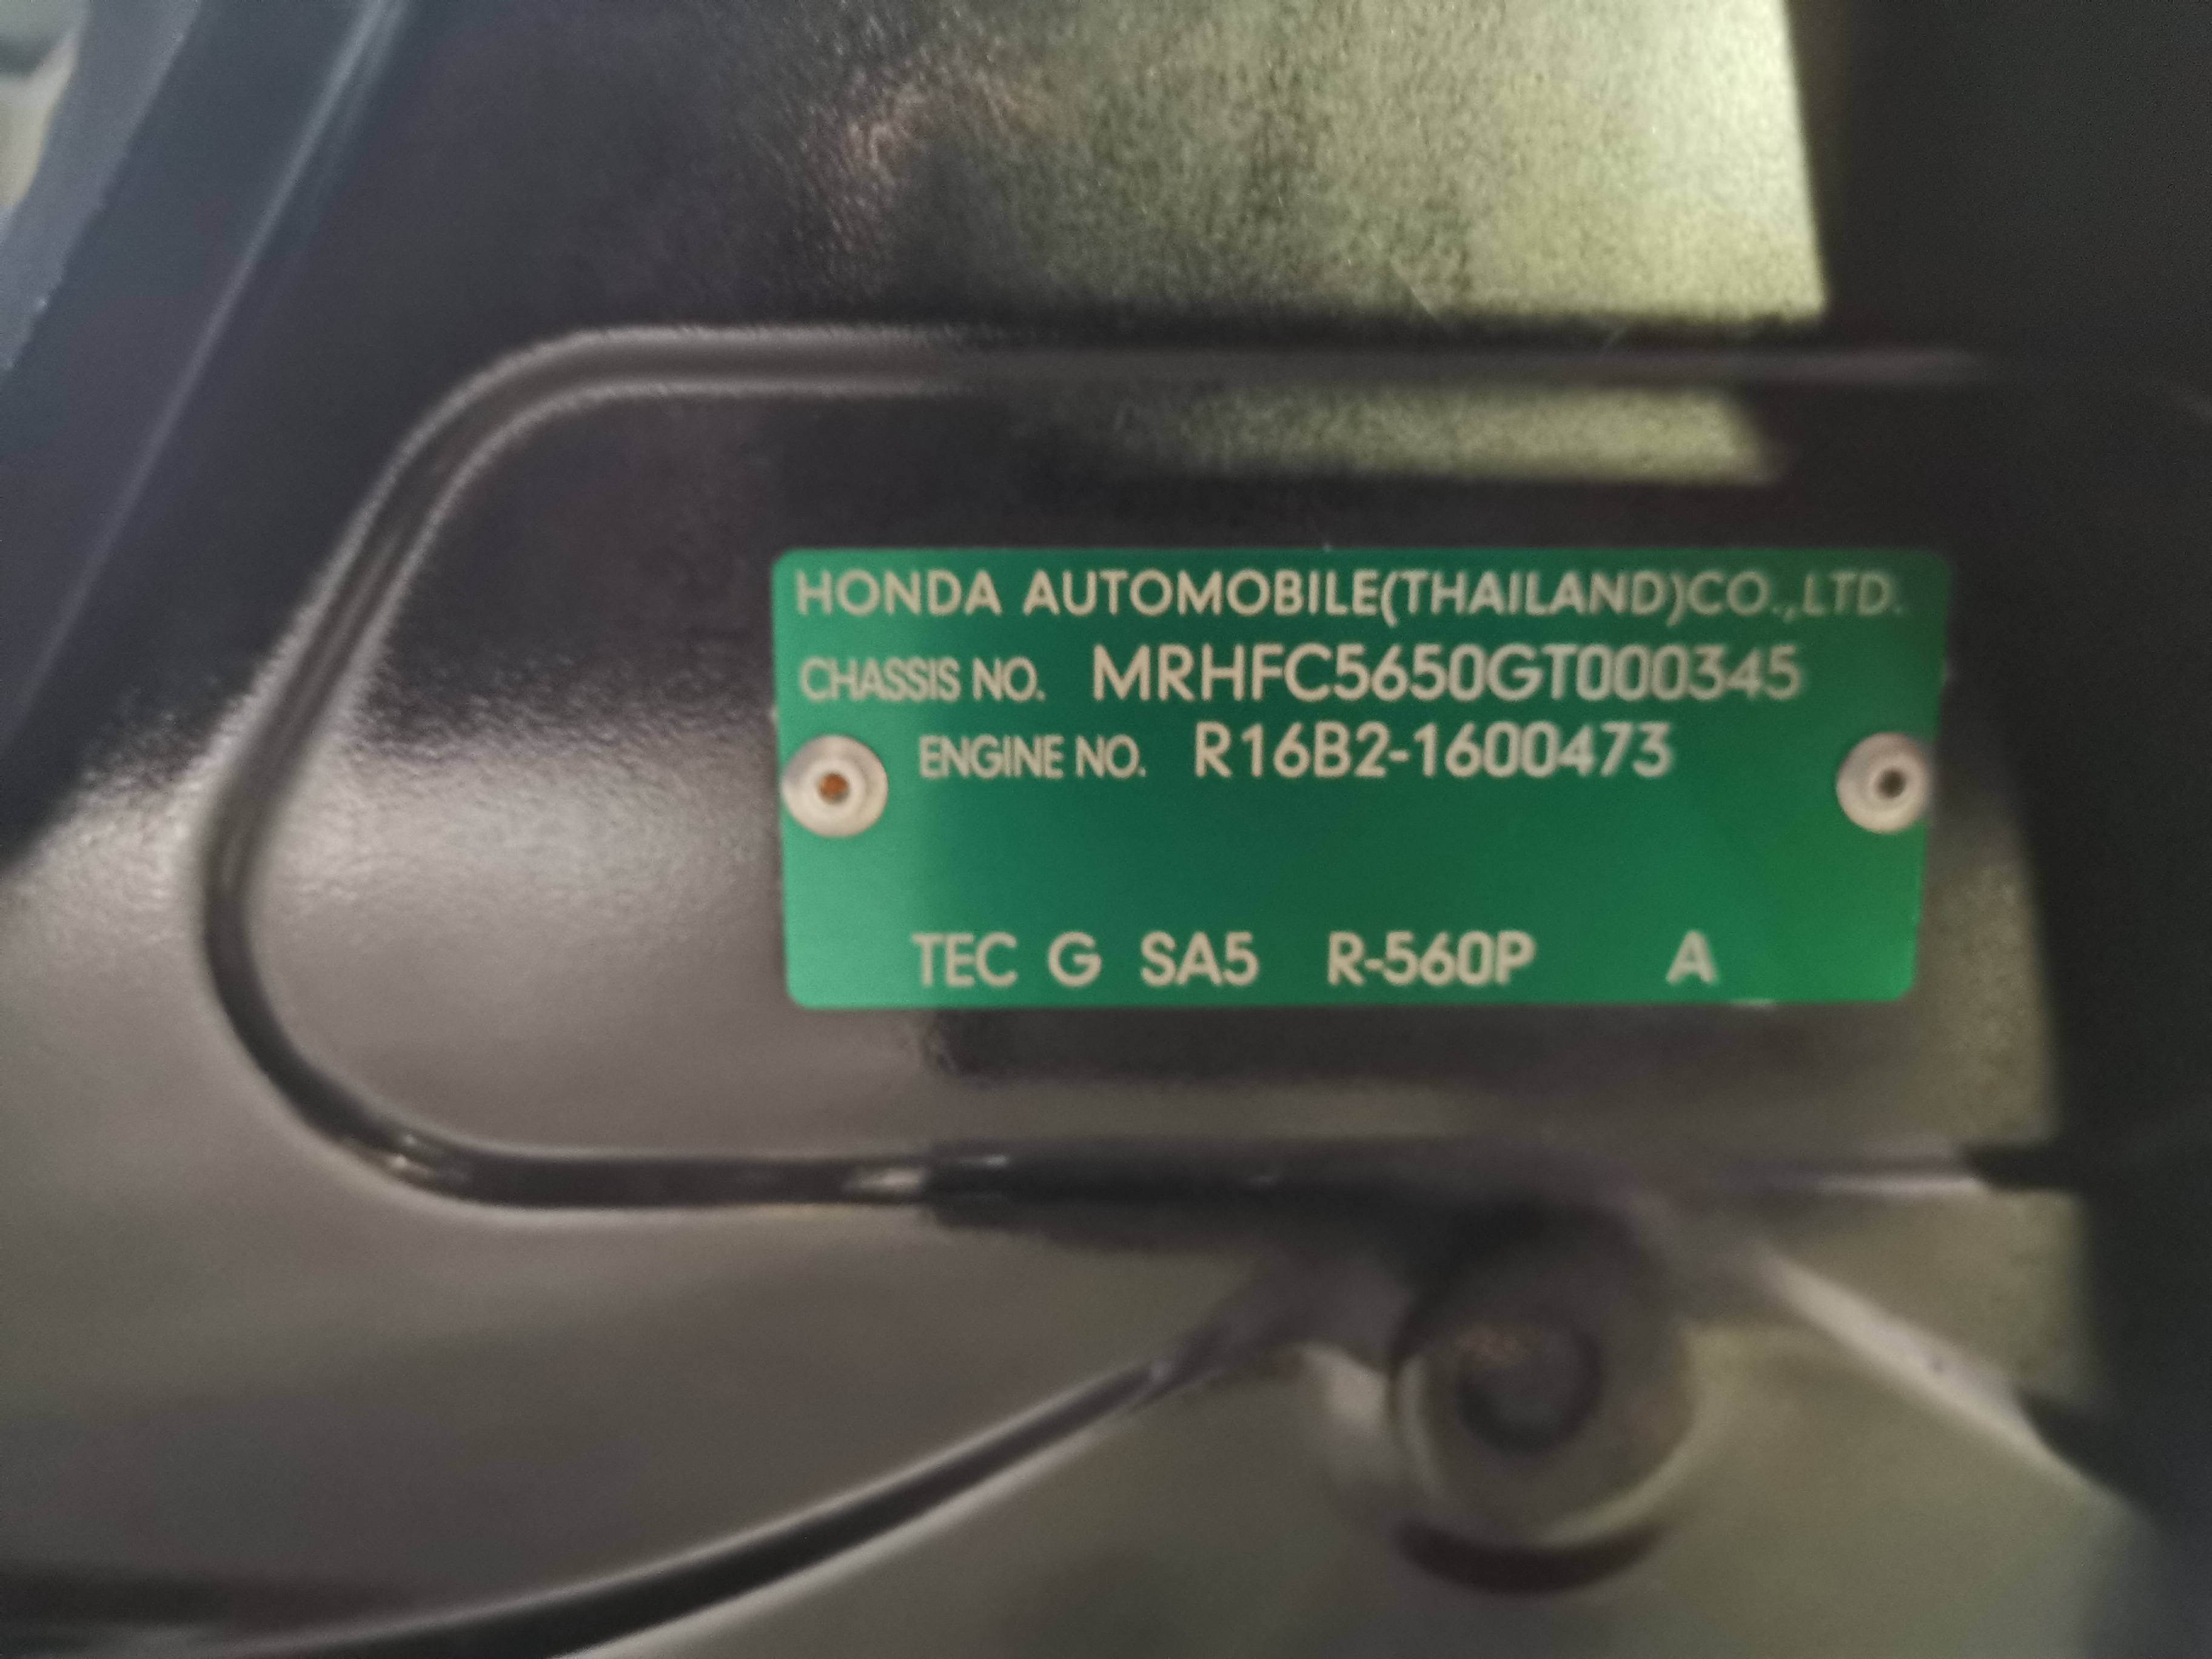 HONDA AUTOMOBILE(THAILAND)CO.,LTD.
CHASSIS NO. MRHFC5650GT000345
ENGINE NO. R16B2-1600473
TEC G SA5 R-560P A